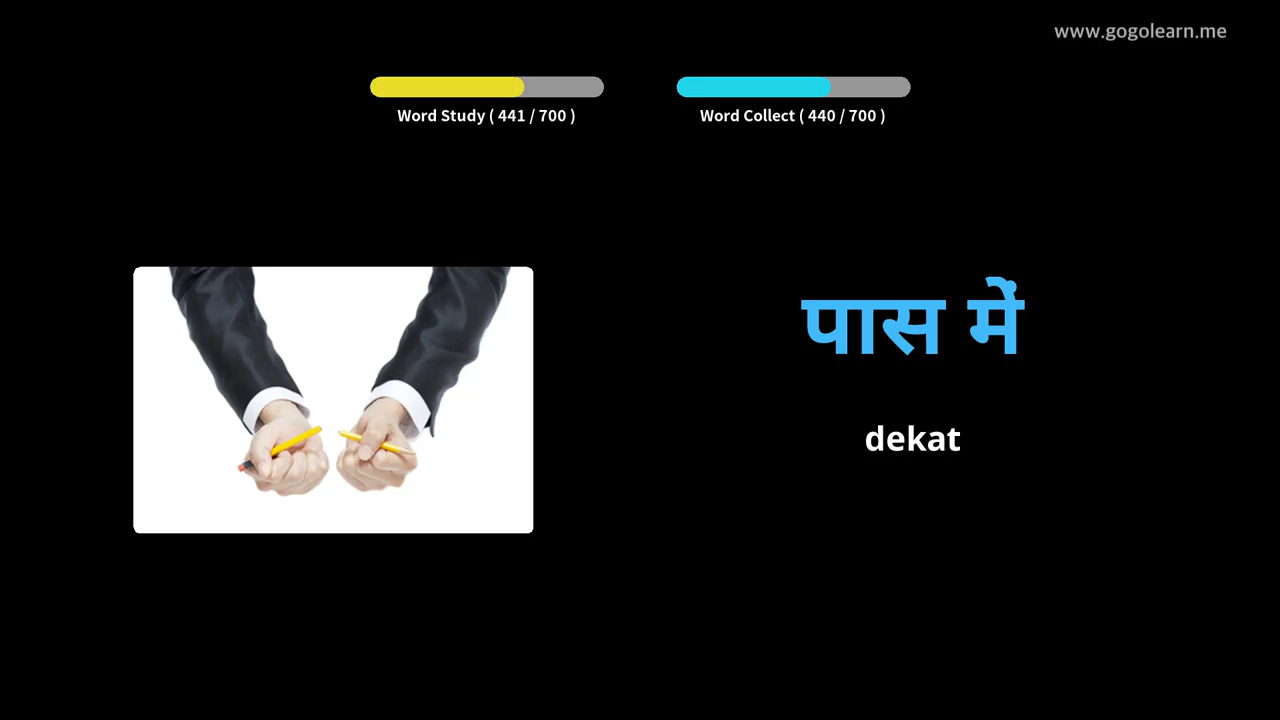 www.gogolearn.me
Word Study ( 441 / 700 )
Word Collect ( 440 / 700 )
पास में
dekat